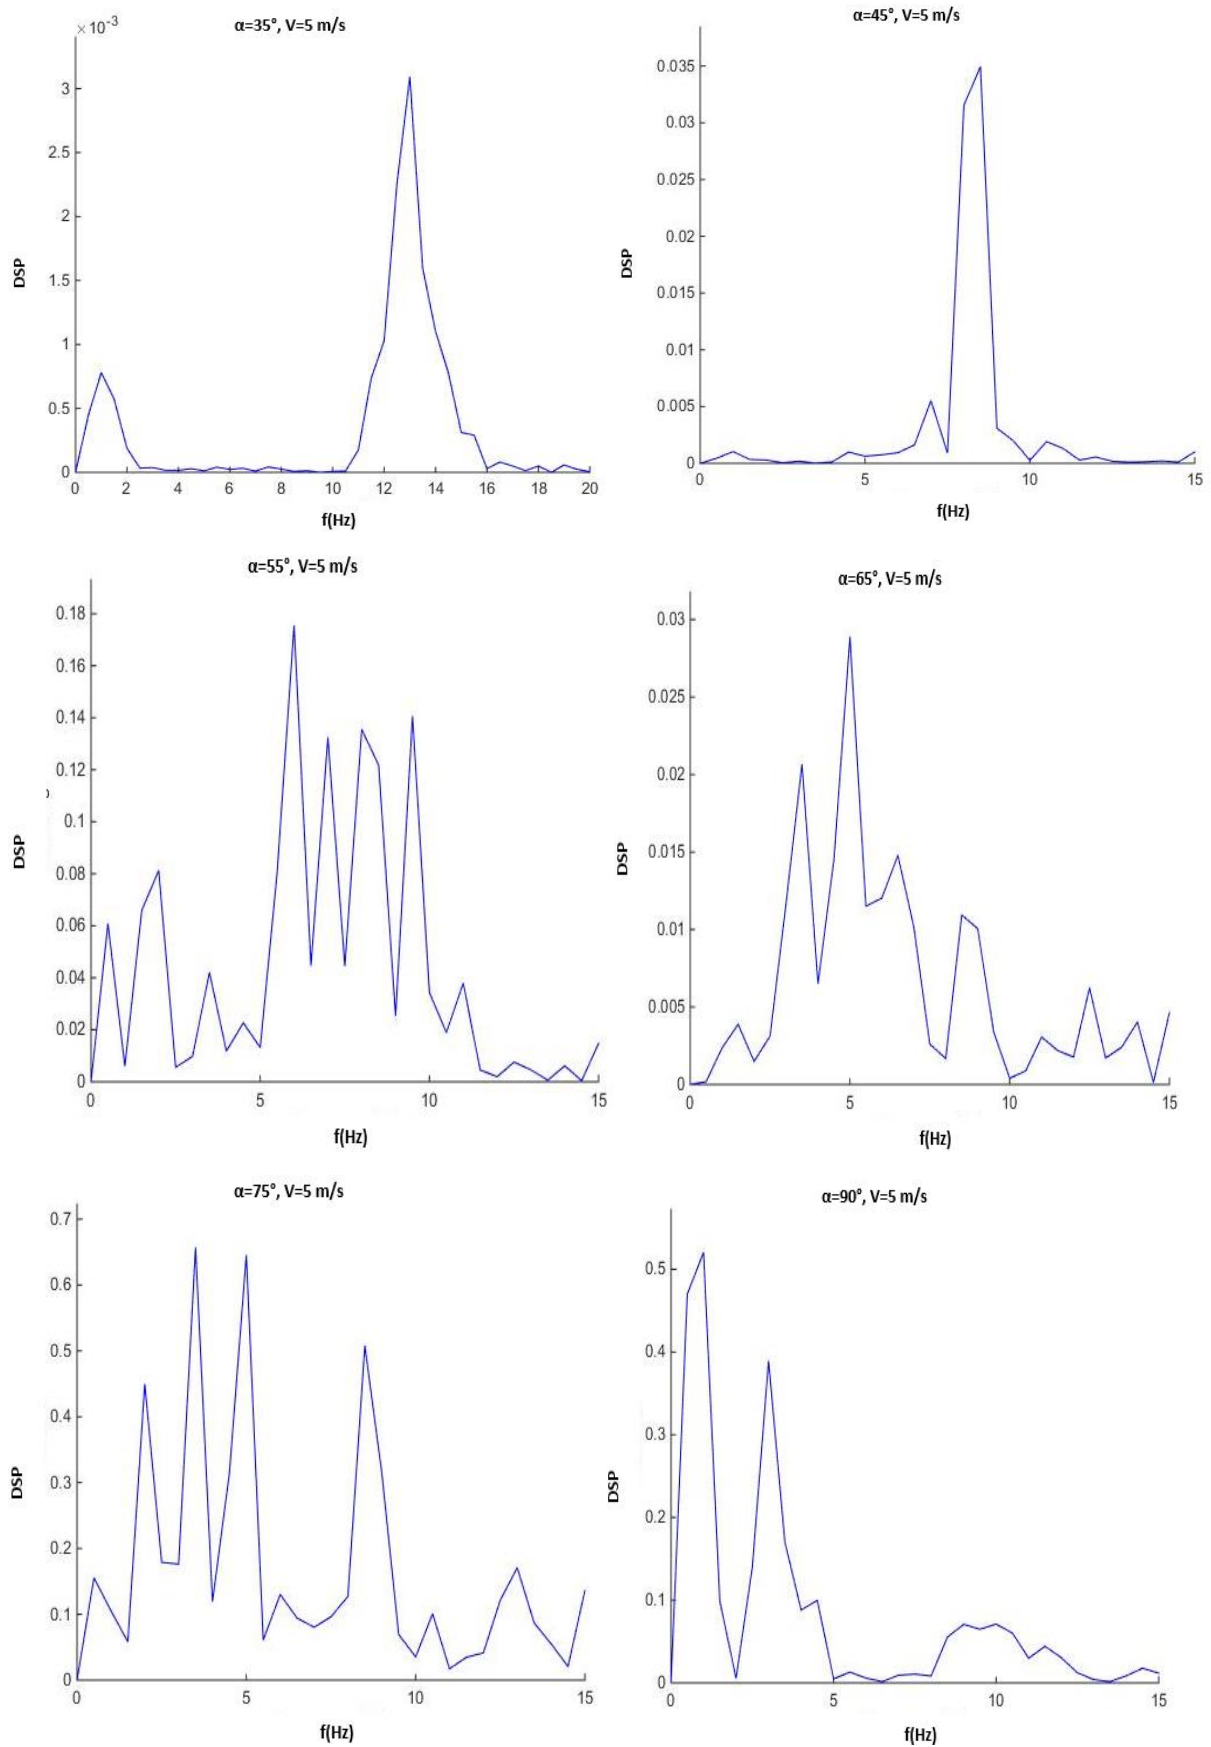 α=35°, V=5 m/s
×10-3
3
2.5
2
1.5
1
0.5
0
DSP
0 2 4 6 8 10 12 14 16 18 20
f(Hz)
α=45°, V=5 m/s
0.035
0.03
0.025
0.02
0.015
0.01
0.005
0
DSP
0 5 10 15
f(Hz)
α=55°, V=5 m/s
0.18
0.16
0.14
0.12
0.1
0.08
0.06
0.04
0.02
0
DSP
0 5 10 15
f(Hz)
α=65°, V=5 m/s
0.03
0.025
0.02
0.015
0.01
0.005
0
DSP
0 5 10 15
f(Hz)
α=75°, V=5 m/s
0.7
0.6
0.5
0.4
0.3
0.2
0.1
0
DSP
0 5 10 15
f(Hz)
α=90°, V=5 m/s
0.5
0.4
0.3
0.2
0.1
0
DSP
0 5 10 15
f(Hz)